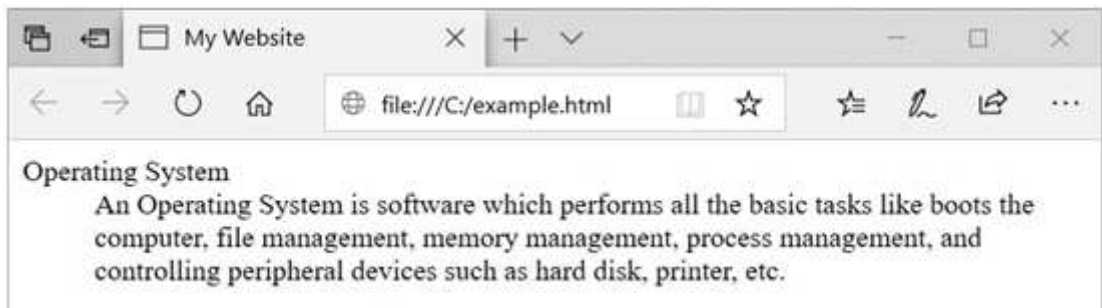 My Website
file:///C:/example.html
Operating System
An Operating System is software which performs all the basic tasks like boots the
computer, file management, memory management, process management, and
controlling peripheral devices such as hard disk, printer, etc.